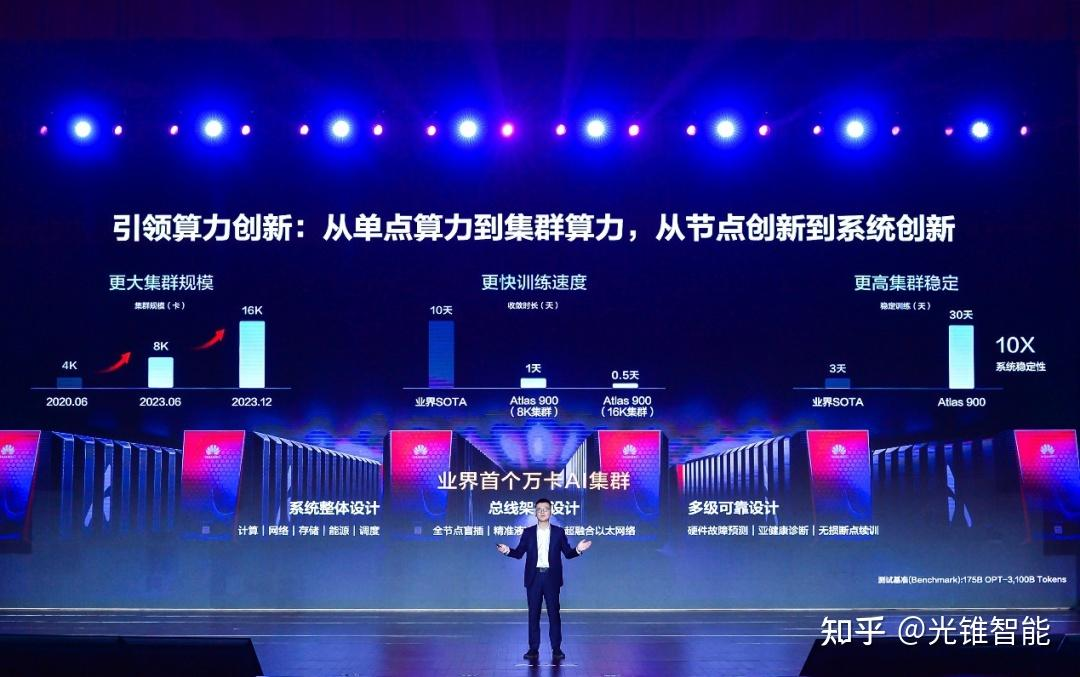 引领算力创新：从单点算力到集群算力，从节点创新到系统创新
更大集群规模
集群规模（卡）
4K
8K
16K
2020.06
2023.06
2023.12
更快训练速度
收敛时长（天）
10天
1天
0.5天
业界SOTA
Atlas 900
（8K集群）
Atlas 900
（16K集群）
更高集群稳定
稳定训练（天）
3天
30天
10X
系统稳定性
业界SOTA
Atlas 900
业界首个万卡AI集群
系统整体设计
计算 | 网络 | 存储 | 能源 | 调度
总线架 设计
全节点盲插 | 精准液 超融合以太网络
多级可靠设计
硬件故障预测 | 亚健康诊断 | 无损断点续训
测试基准(Benchmark):175B OPT-3,100B Tokens
知乎 @光锥智能